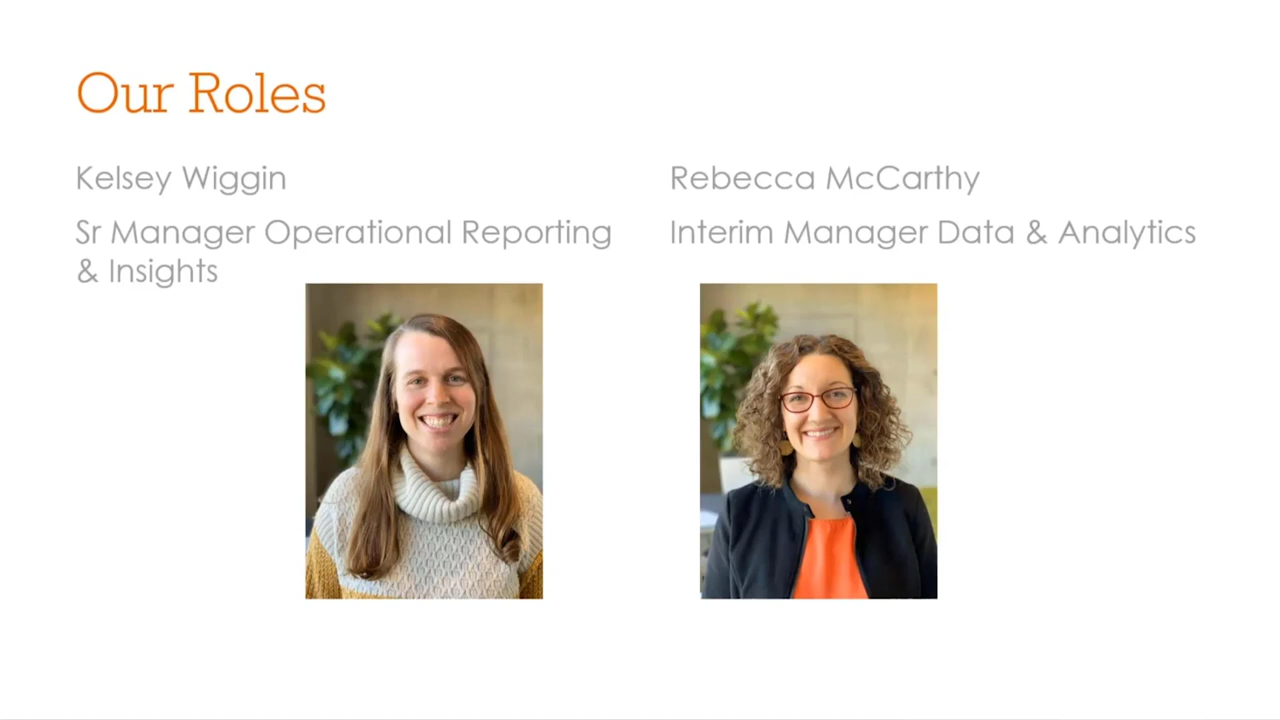 Our Roles
Kelsey Wiggin
Sr Manager Operational Reporting
& Insights
Rebecca McCarthy
Interim Manager Data & Analytics